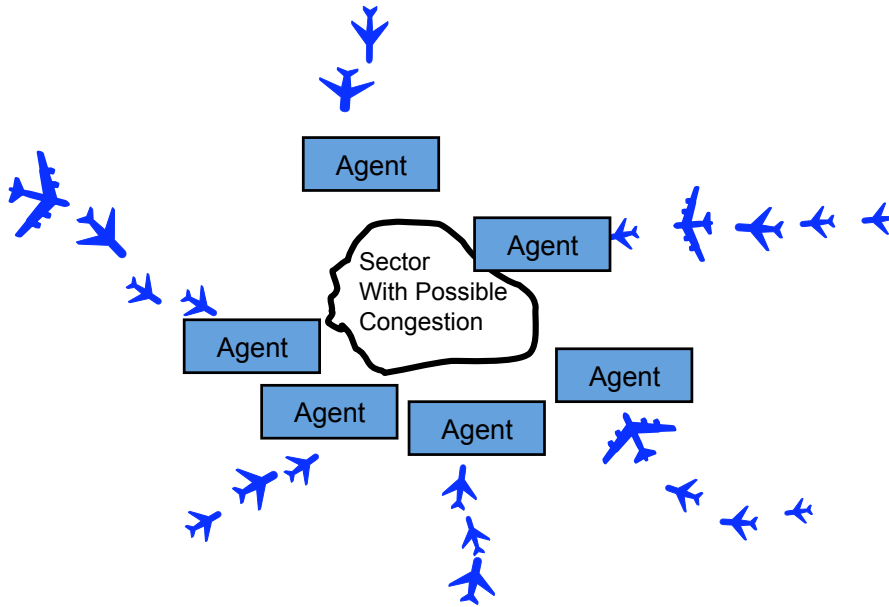 Agent
Agent
Sector
With Possible
Congestion
Agent
Agent
Agent
Agent